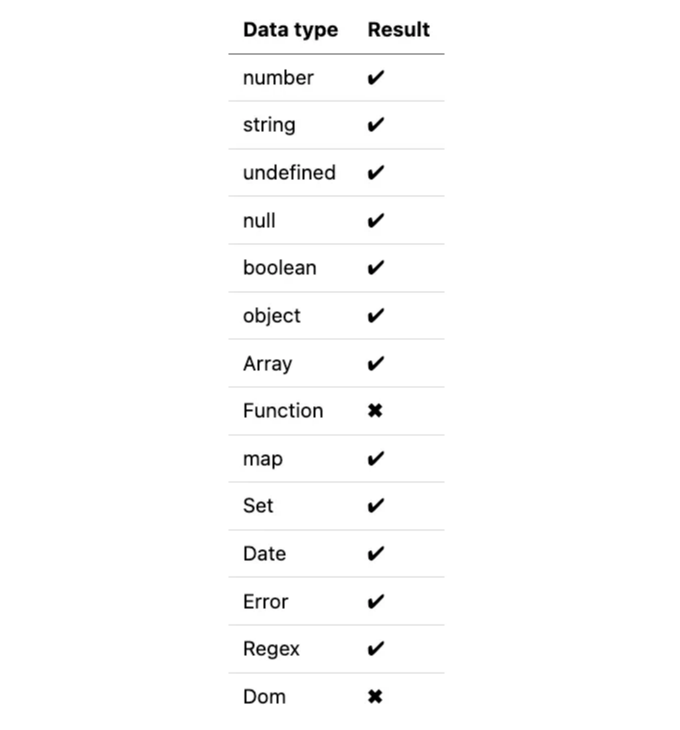 Data type Result
number ✔
string ✔
undefined ✔
null ✔
boolean ✔
object ✔
Array ✔
Function ✖
map ✔
Set ✔
Date ✔
Error ✔
Regex ✔
Dom ✖